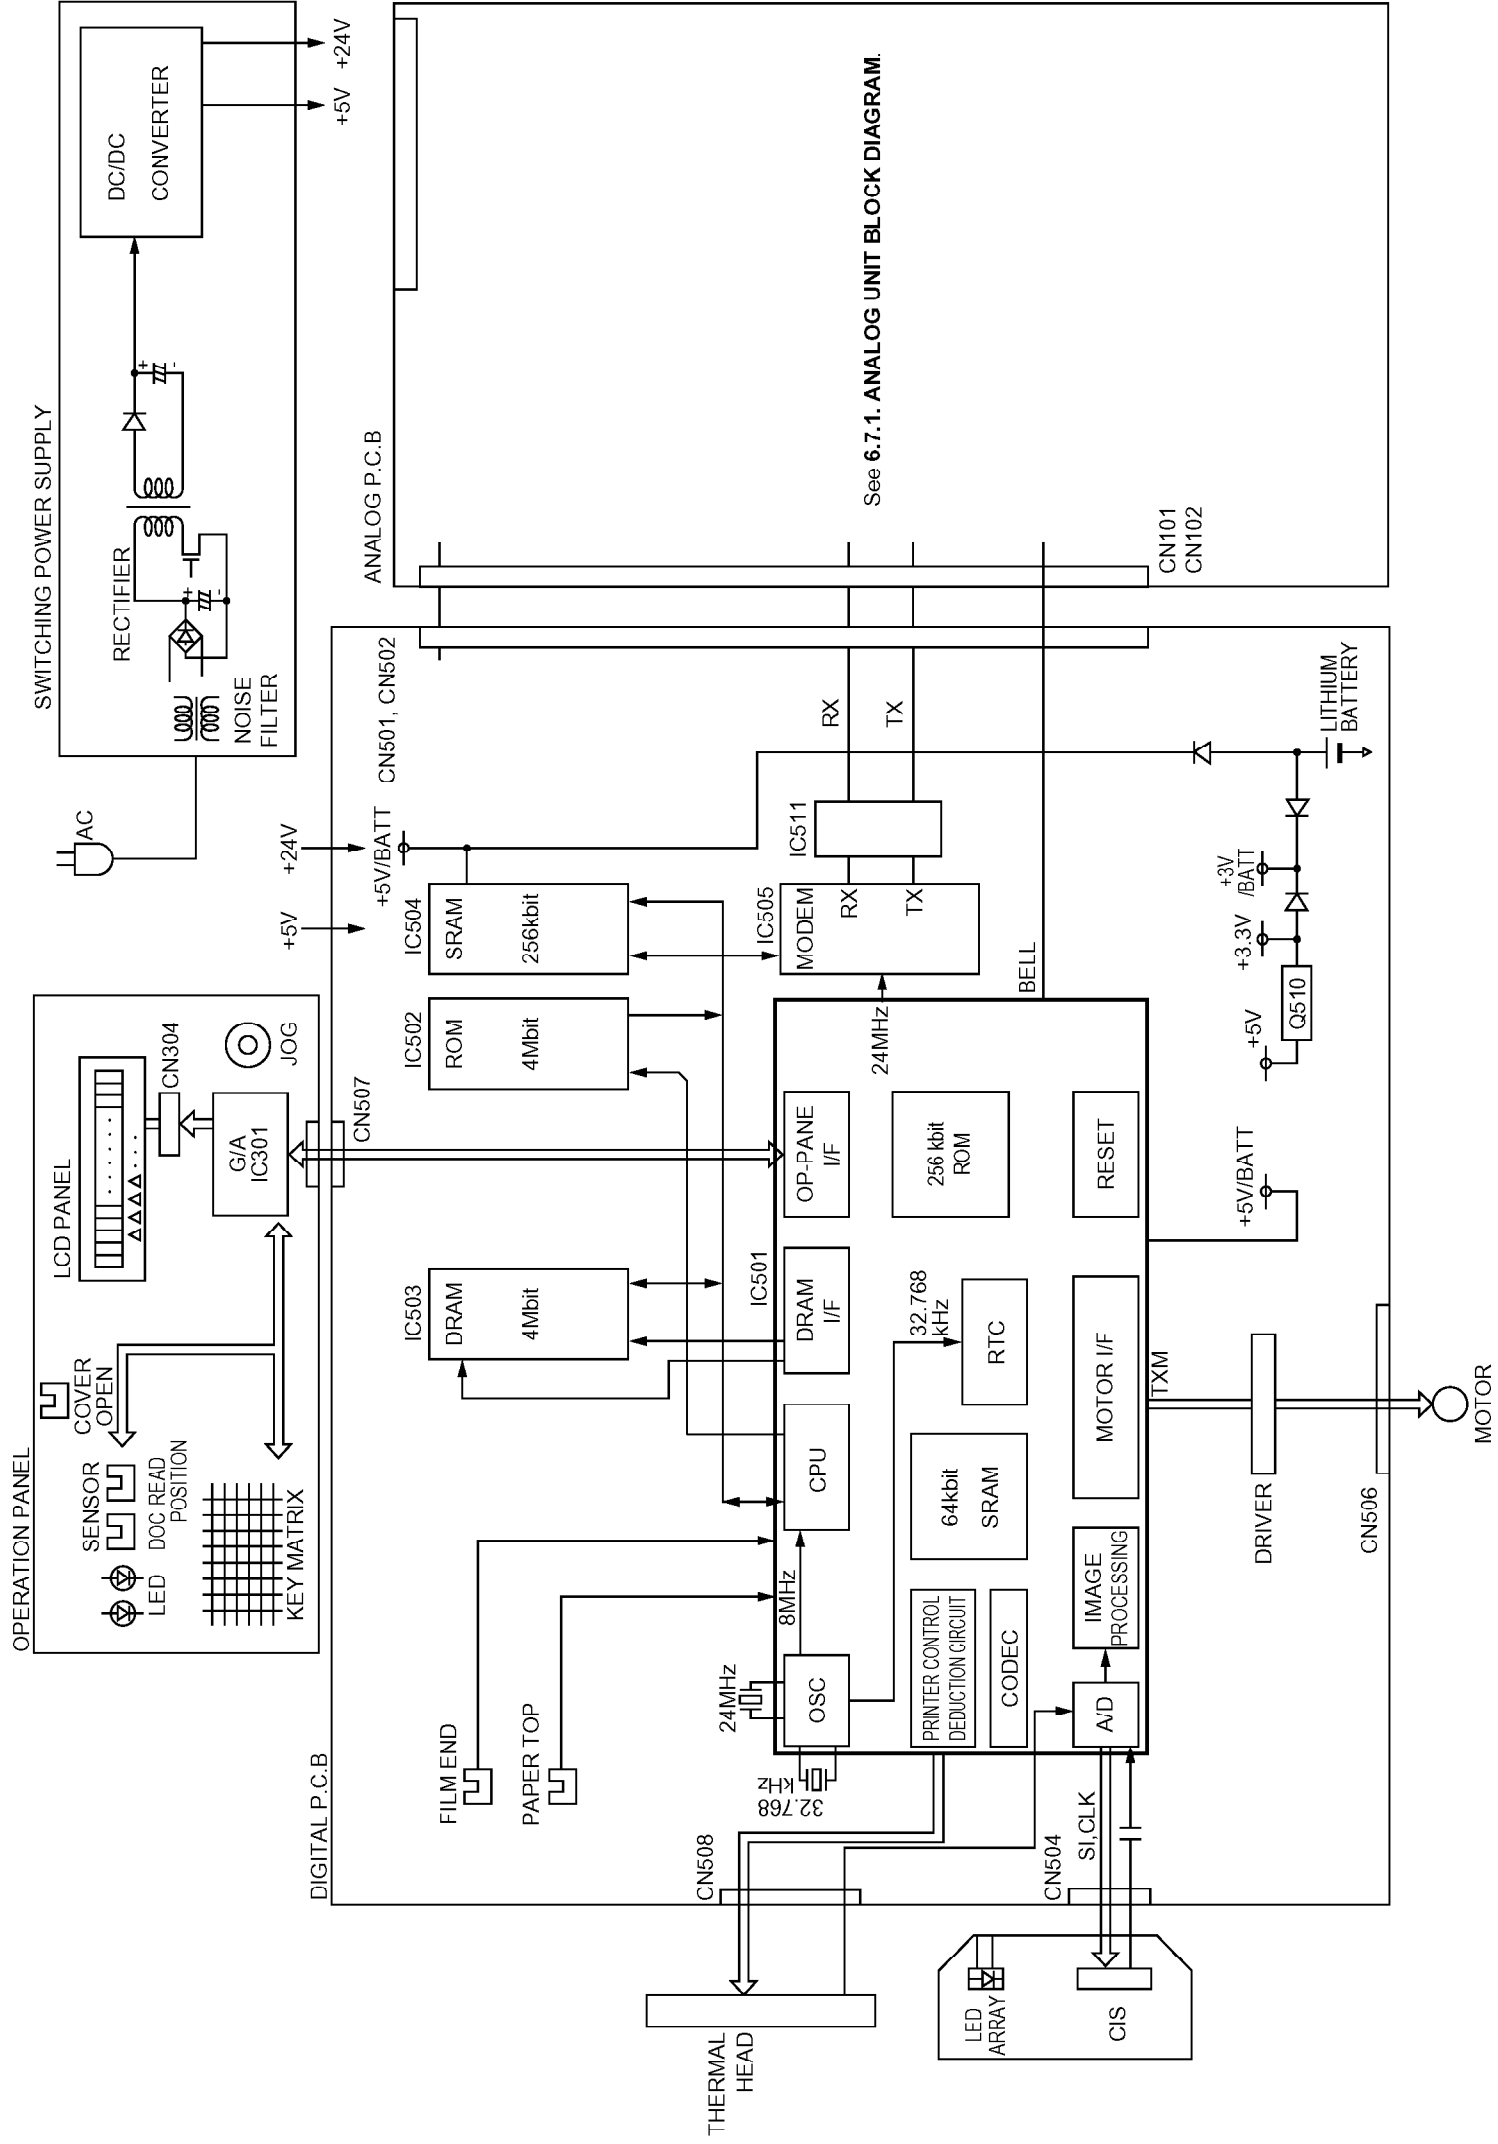 SWITCHING POWER SUPPLY
AC
NOISE
FILTER
RECTIFIER
+
-
+
-
DC/DC
CONVERTER
+5V
+24V
OPERATION PANEL
LED
SENSOR
DOC READ
POSITION
COVER
OPEN
KEY MATRIX
LCD PANEL
CN304
G/A
IC301
JOG
CN507
+5V
+24V
DIGITAL P.C.B
CN501, CN502
+5V/BATT
FILM END
PAPER TOP
IC503
DRAM
4Mbit
IC502
ROM
4Mbit
IC504
SRAM
256kbit
IC505
MODEM
RX
TX
IC511
RX
TX
24MHz
BELL
IC501
24MHz
32.768
kHz
OSC
8MHz
CPU
DRAM
I/F
OP-PANE
I/F
PRINTER CONTROL
DEDUCTION CIRCUIT
64kbit
SRAM
32.768
kHz
RTC
256 kbit
ROM
CODEC
A/D
IMAGE
PROCESSING
MOTOR I/F
RESET
TXM
+5V/BATT
+5V
Q510
+3.3V
+3V
/BATT
LITHIUM
BATTERY
DRIVER
CN506
MOTOR
CN508
CN504
SI,CLK
THERMAL
HEAD
LED
ARRAY
CIS
ANALOG P.C.B
CN101
CN102
See 6.7.1. ANALOG UNIT BLOCK DIAGRAM.